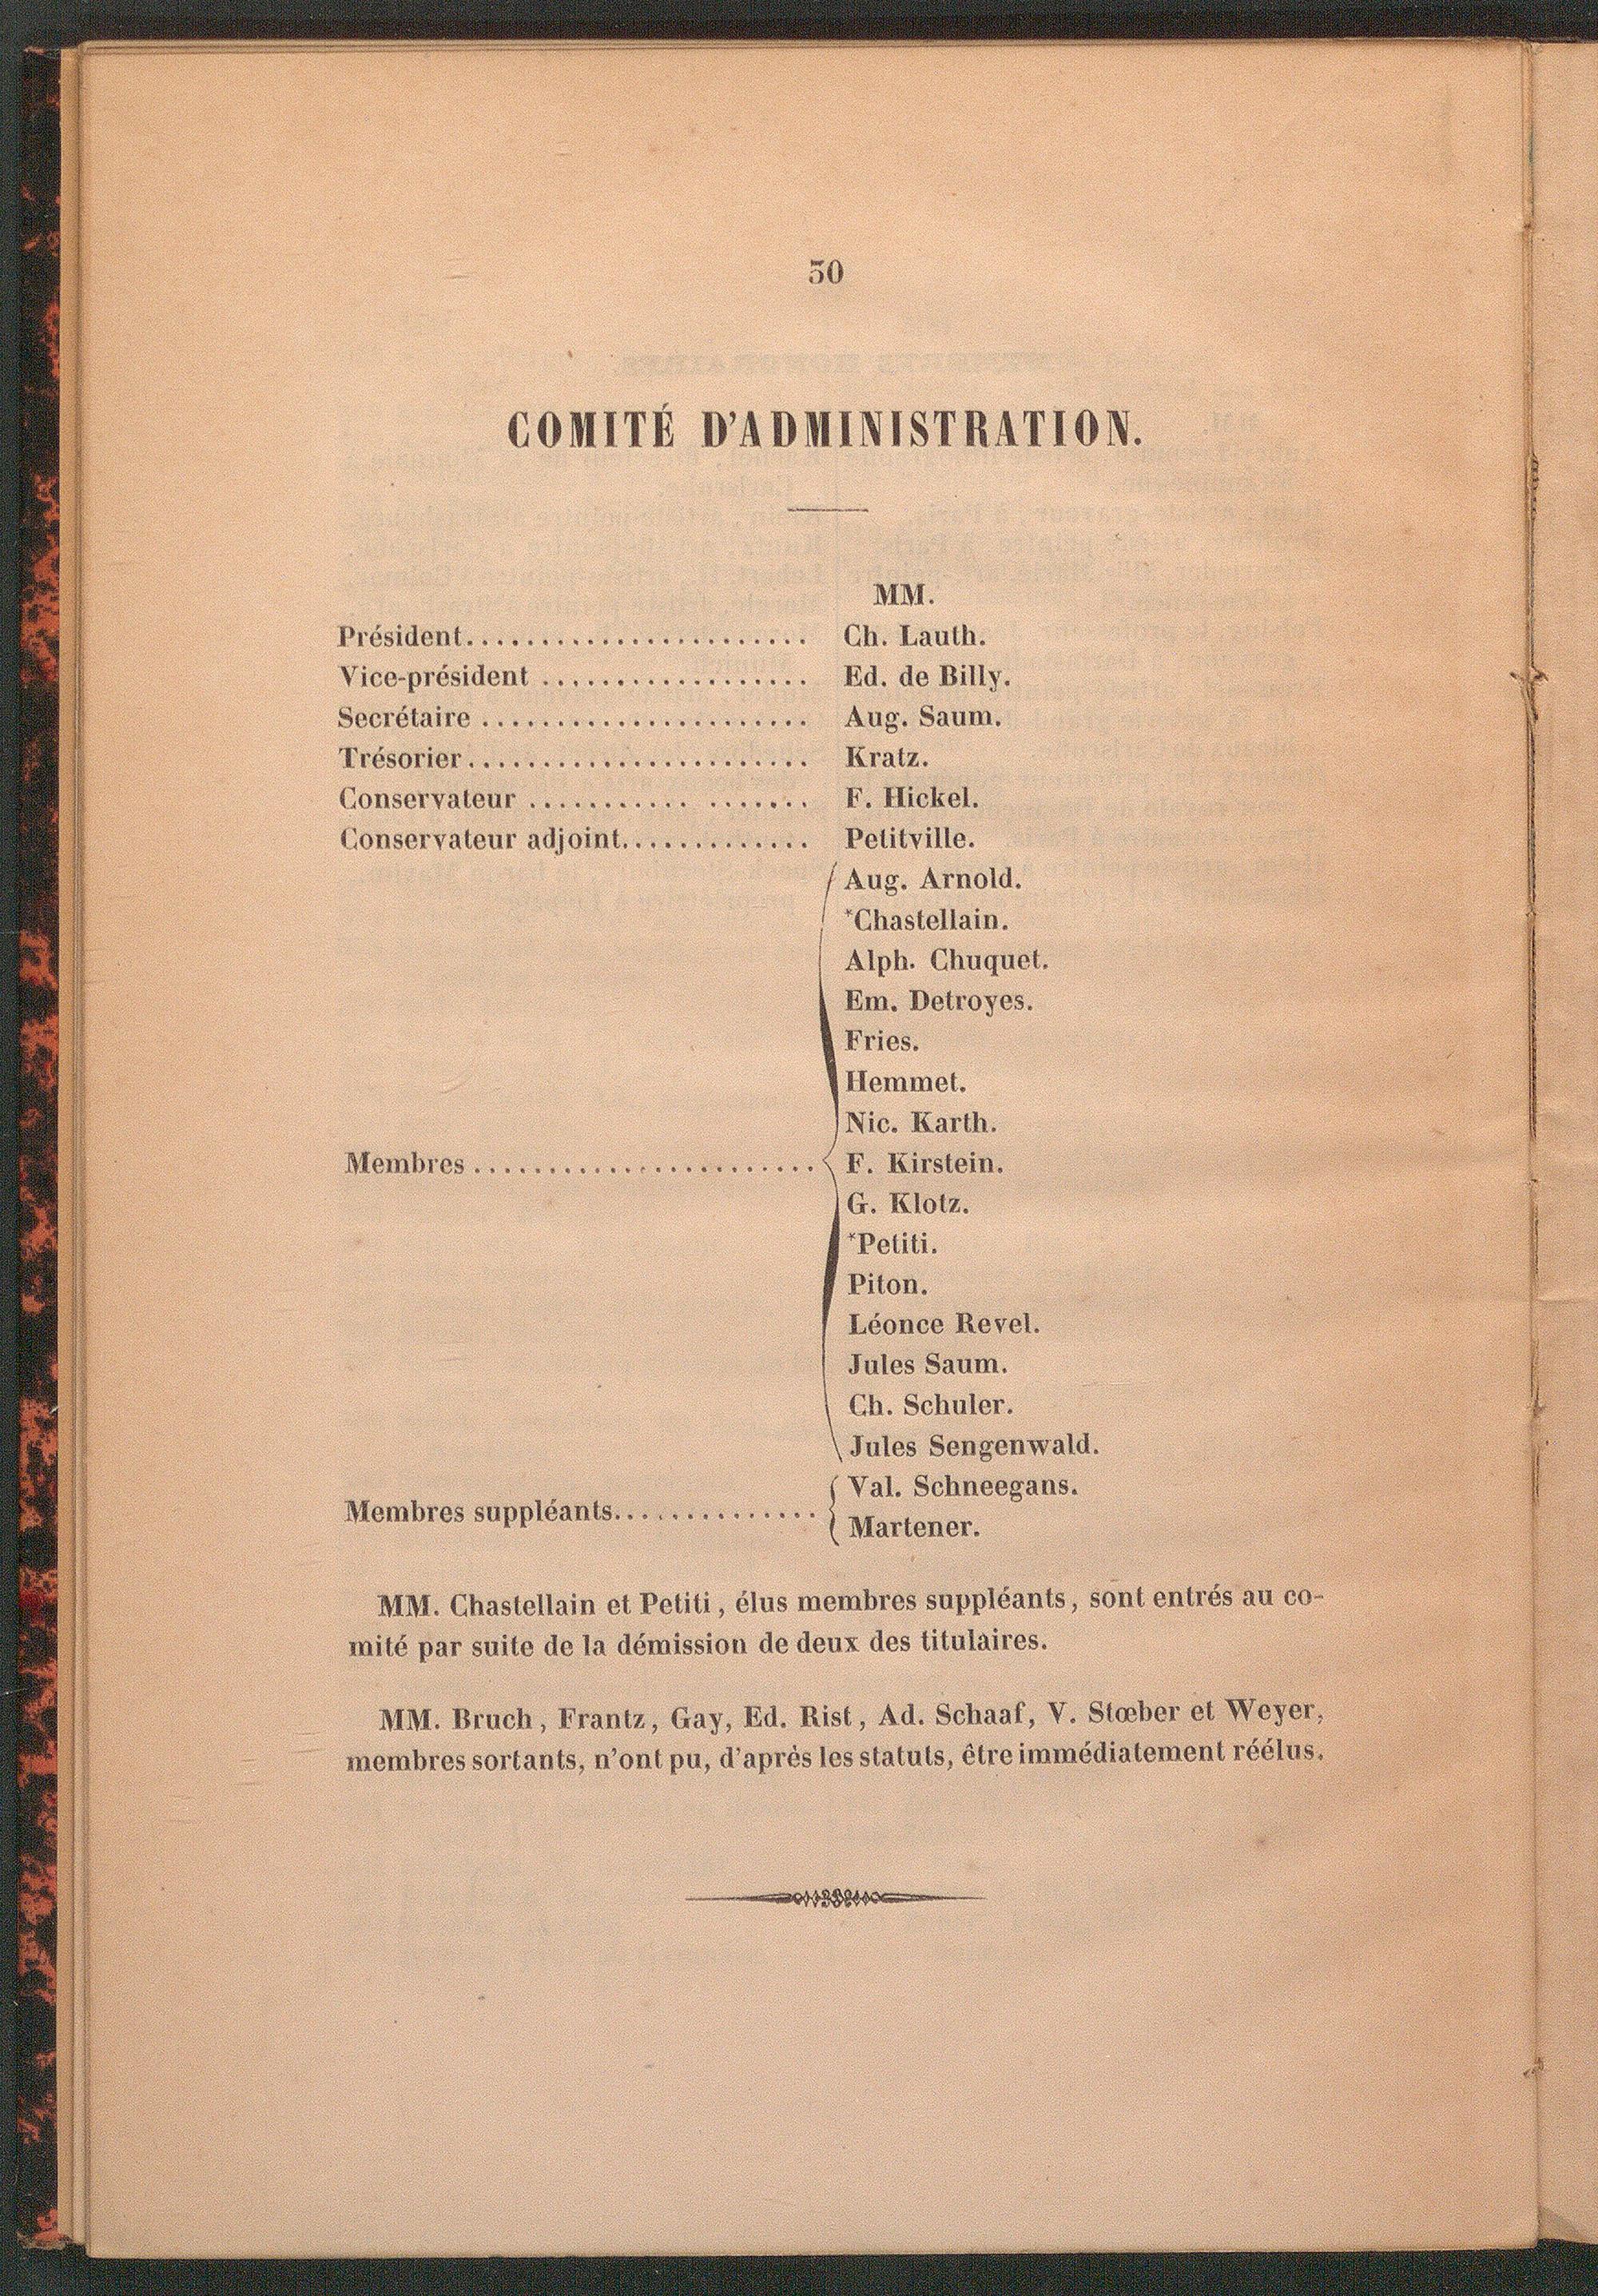 50
COMITÉ D'ADMINISTRATION.
MM.
Président....................... Ch. Lauth.
Vice-président .................. Ed. de Billy.
Secrétaire ...................... Aug. Saum.
Trésorier....................... Kratz.
Conservateur ........... ....... F. Hickel.
Conservateur adjoint............. Petitville.
Aug. Arnold.
*Chastellain.
Alph. Chuquet.
Em. Detroyes.
Fries.
Hemmet.
Nic. Karth.
Membres ....................... F. Kirstein.
G. Klotz.
*Petiti.
Piton.
Léonce Revel.
Jules Saum.
Ch. Schuler.
Jules Sengenwald.
Val. Schneegans.
Membres suppléants..............
Martener.
MM. Chastellain et Petiti, élus membres suppléants, sont entrés au co-
mité par suite de la démission de deux des titulaires.
MM. Bruch, Frantz, Gay, Ed. Rist, Ad. Schaaf, V. Stœber et Weyer,
membres sortants, n'ont pu, d'après les statuts, être immédiatement réélus.